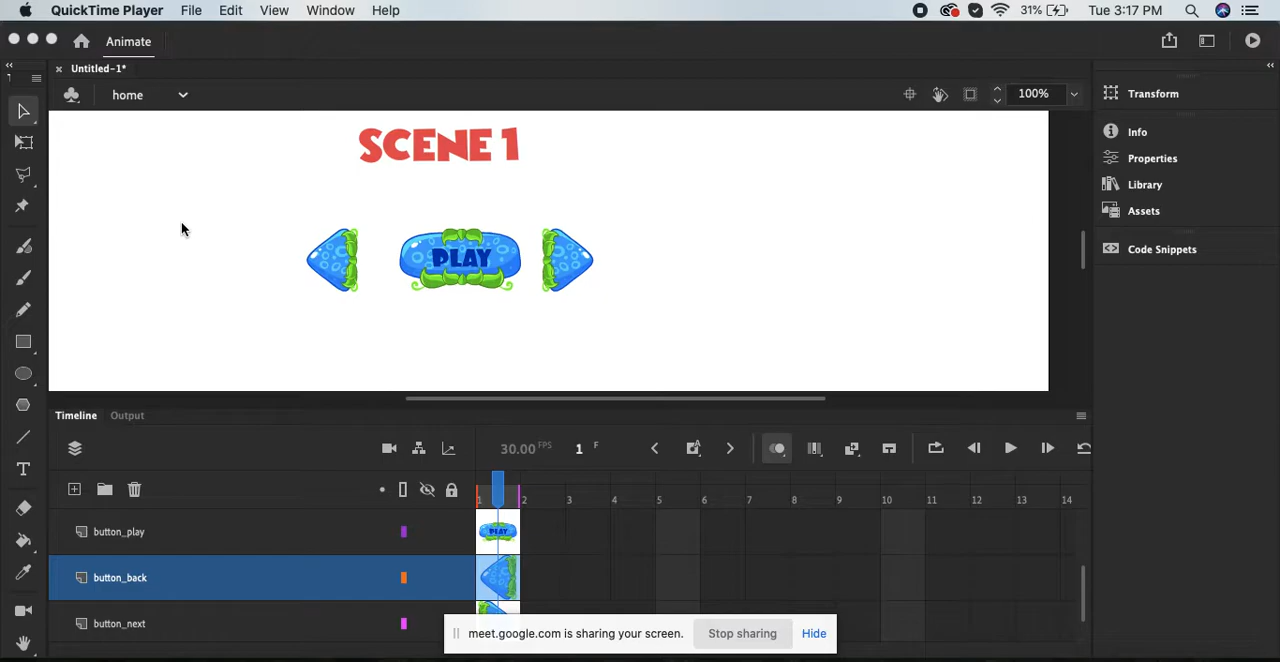 QuickTime Player File Edit View Window Help 31% Tue 3:17 PM
Animate
Untitled-1*
home 100%
Transform
Info
Properties
Library
Assets
Code Snippets
SCENE 1
PLAY
Timeline Output
30.00 FPS 1 F
1 2 3 4 5 6 7 8 9 10 11 12 13 14
button_play PLAY
button_back
button_next
meet.google.com is sharing your screen. Stop sharing Hide